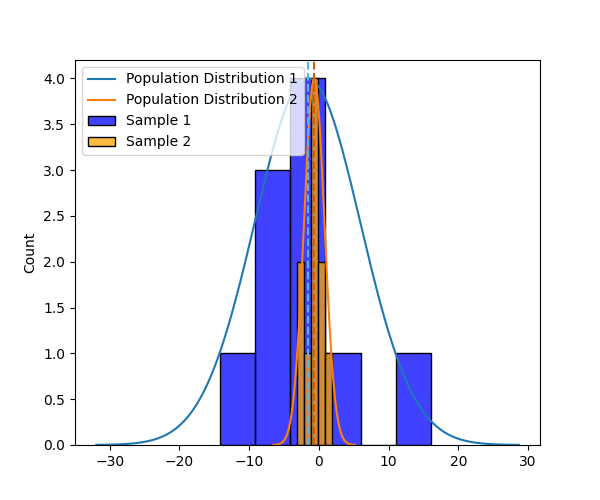 Population Distribution 1
Population Distribution 2
Sample 1
Sample 2
Count
4.0
3.5
3.0
2.5
2.0
1.5
1.0
0.5
0.0
−30 −20 −10 0 10 20 30